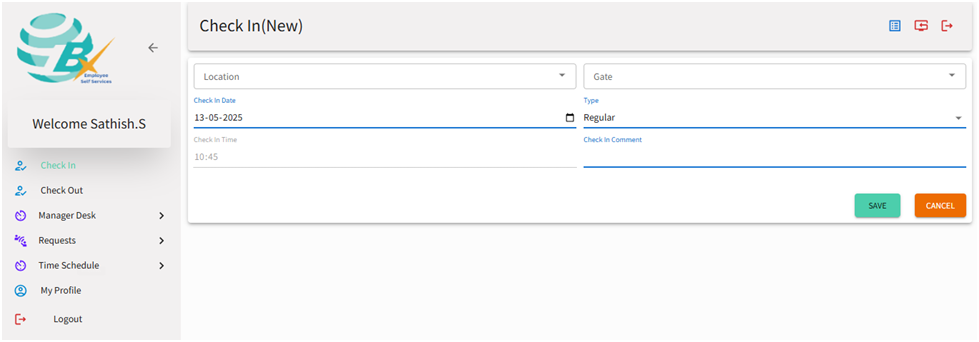 Bx
Employee
Self Services
Welcome Sathish.S
Check In
Check Out
Manager Desk
Requests
Time Schedule
My Profile
Logout
Check In(New)
Location
Gate
Check In Date
13-05-2025
Type
Regular
Check In Time
10:45
Check In Comment
SAVE
CANCEL